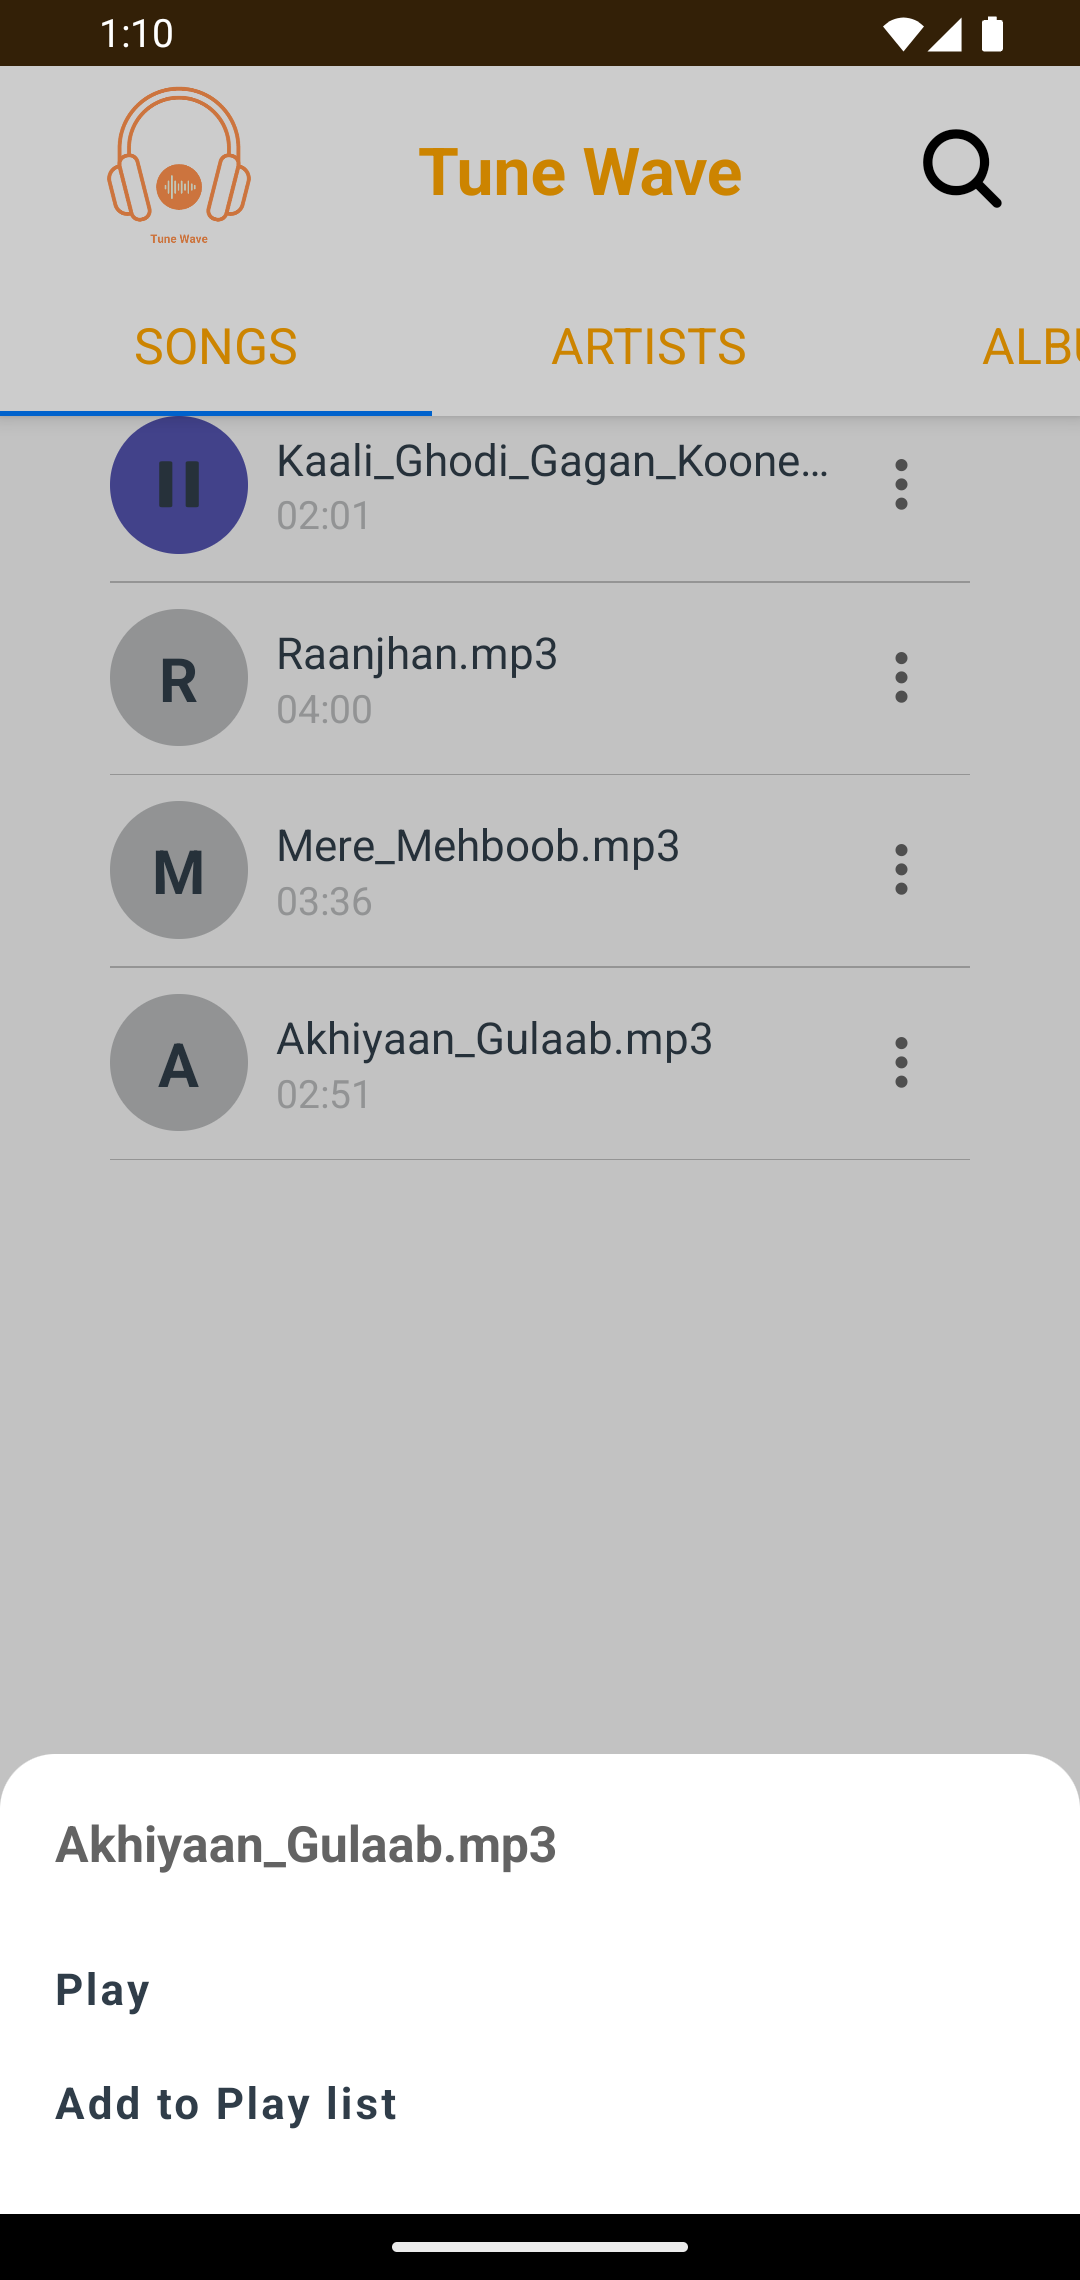 1:10
Tune Wave
Tune Wave
SONGS
ARTISTS
ALBU
Kaali_Ghodi_Gagan_Koone...
02:01
R
Raanjhan.mp3
04:00
M
Mere_Mehboob.mp3
03:36
A
Akhiyaan_Gulaab.mp3
02:51
Akhiyaan_Gulaab.mp3
Play
Add to Play list